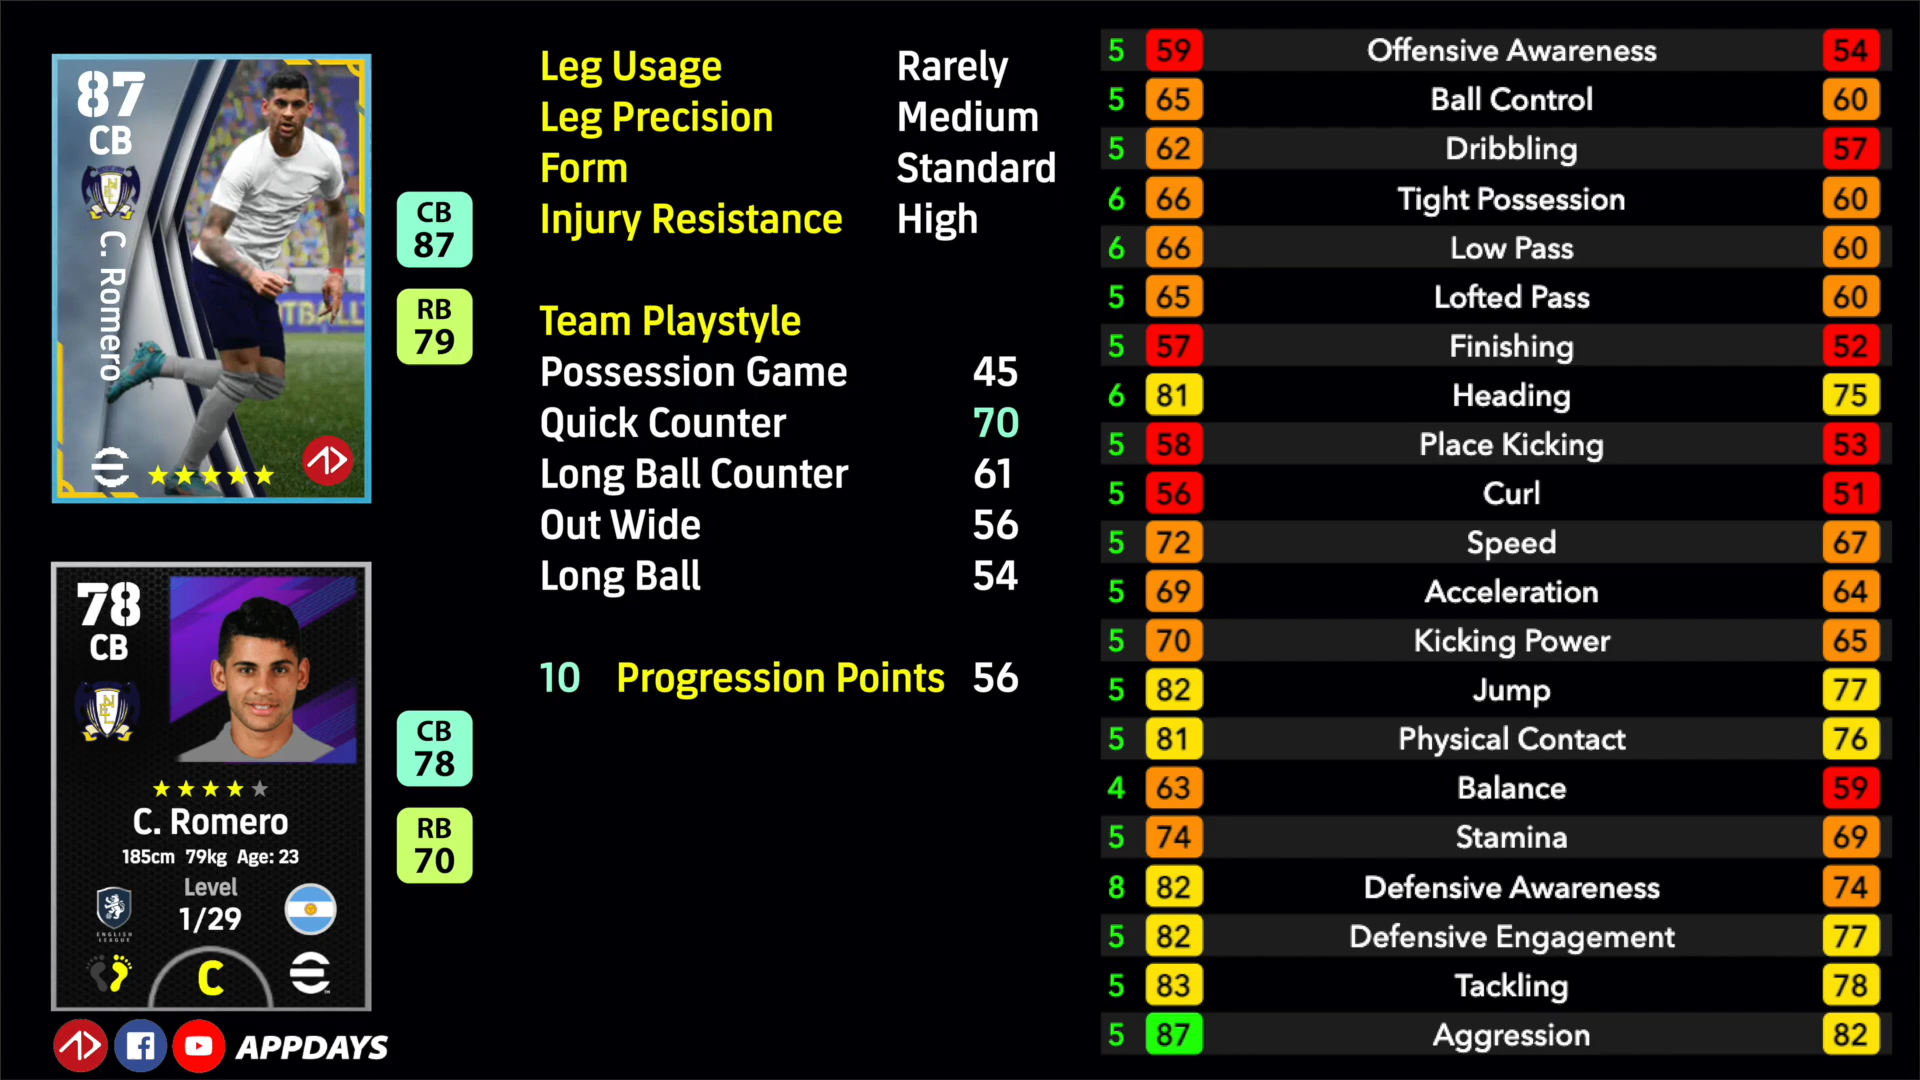 87
CB
C. Romero
CB
87
RB
79
78
CB
C. Romero
185cm 79kg Age: 23
Level
1/29
ENGLISH
LEAGUE
C
CB
78
RB
70
APPDAYS
Leg Usage Rarely
Leg Precision Medium
Form Standard
Injury Resistance High
Team Playstyle
Possession Game 45
Quick Counter 70
Long Ball Counter 61
Out Wide 56
Long Ball 54
10 Progression Points 56
5 59 Offensive Awareness 54
5 65 Ball Control 60
5 62 Dribbling 57
6 66 Tight Possession 60
6 66 Low Pass 60
5 65 Lofted Pass 60
5 57 Finishing 52
6 81 Heading 75
5 58 Place Kicking 53
5 56 Curl 51
5 72 Speed 67
5 69 Acceleration 64
5 70 Kicking Power 65
5 82 Jump 77
5 81 Physical Contact 76
4 63 Balance 59
5 74 Stamina 69
8 82 Defensive Awareness 74
5 82 Defensive Engagement 77
5 83 Tackling 78
5 87 Aggression 82